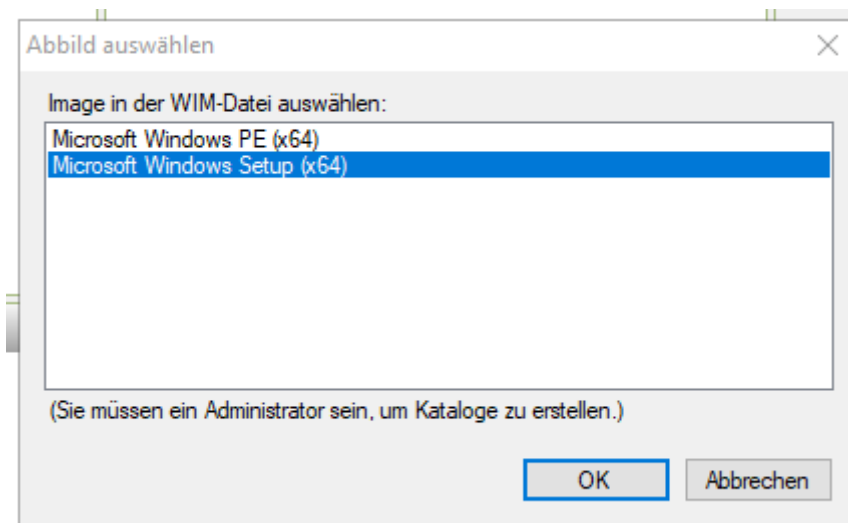 Abbild auswählen
Image in der WIM-Datei auswählen:
Microsoft Windows PE (x64)
Microsoft Windows Setup (x64)
(Sie müssen ein Administrator sein, um Kataloge zu erstellen.)
OK
Abbrechen